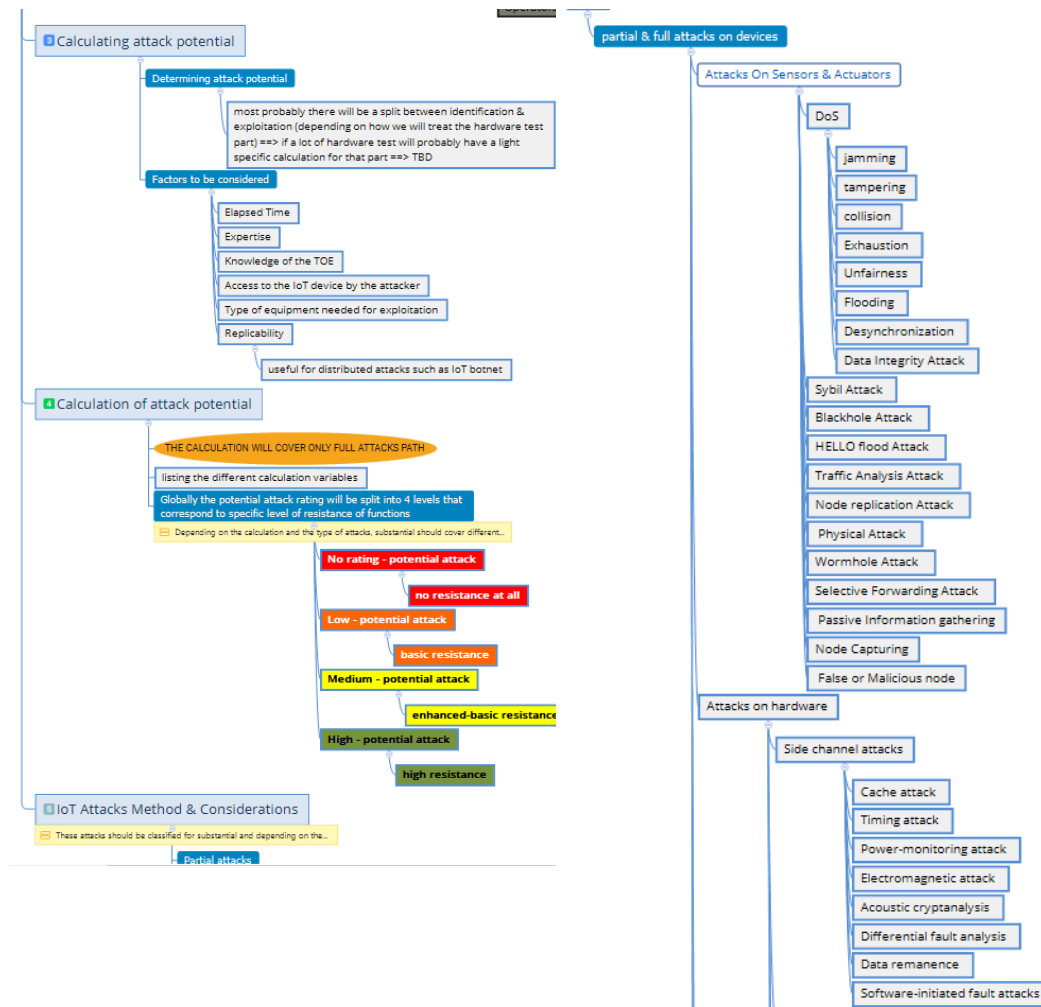 3 Calculating attack potential
Determining attack potential
most probably there will be a split between identification &
exploitation (depending on how we will treat the hardware test
part) ==> if a lot of hardware test will probably have a light
specific calculation for that part ==> TBD
Factors to be considered
Elapsed Time
Expertise
Knowledge of the TOE
Access to the IoT device by the attacker
Type of equipment needed for exploitation
Replicability
useful for distributed attacks such as IoT botnet
4 Calculation of attack potential
THE CALCULATION WILL COVER ONLY FULL ATTACKS PATH
listing the different calculation variables
Globally the potential attack rating will be split into 4 levels that
correspond to specific level of resistance of functions
Depending on the calculation and the type of attacks, substantial should cover different...
No rating - potential attack
no resistance at all
Low - potential attack
basic resistance
Medium - potential attack
enhanced-basic resistance
High - potential attack
high resistance
5 IoT Attacks Method & Considerations
These attacks should be classified for substantial and depending on the...
Partial attacks
partial & full attacks on devices
Attacks On Sensors & Actuators
DoS
jamming
tampering
collision
Exhaustion
Unfairness
Flooding
Desynchronization
Data Integrity Attack
Sybil Attack
Blackhole Attack
HELLO flood Attack
Traffic Analysis Attack
Node replication Attack
Physical Attack
Wormhole Attack
Selective Forwarding Attack
Passive Information gathering
Node Capturing
False or Malicious node
Attacks on hardware
Side channel attacks
Cache attack
Timing attack
Power-monitoring attack
Electromagnetic attack
Acoustic cryptanalysis
Differential fault analysis
Data remanence
Software-initiated fault attacks